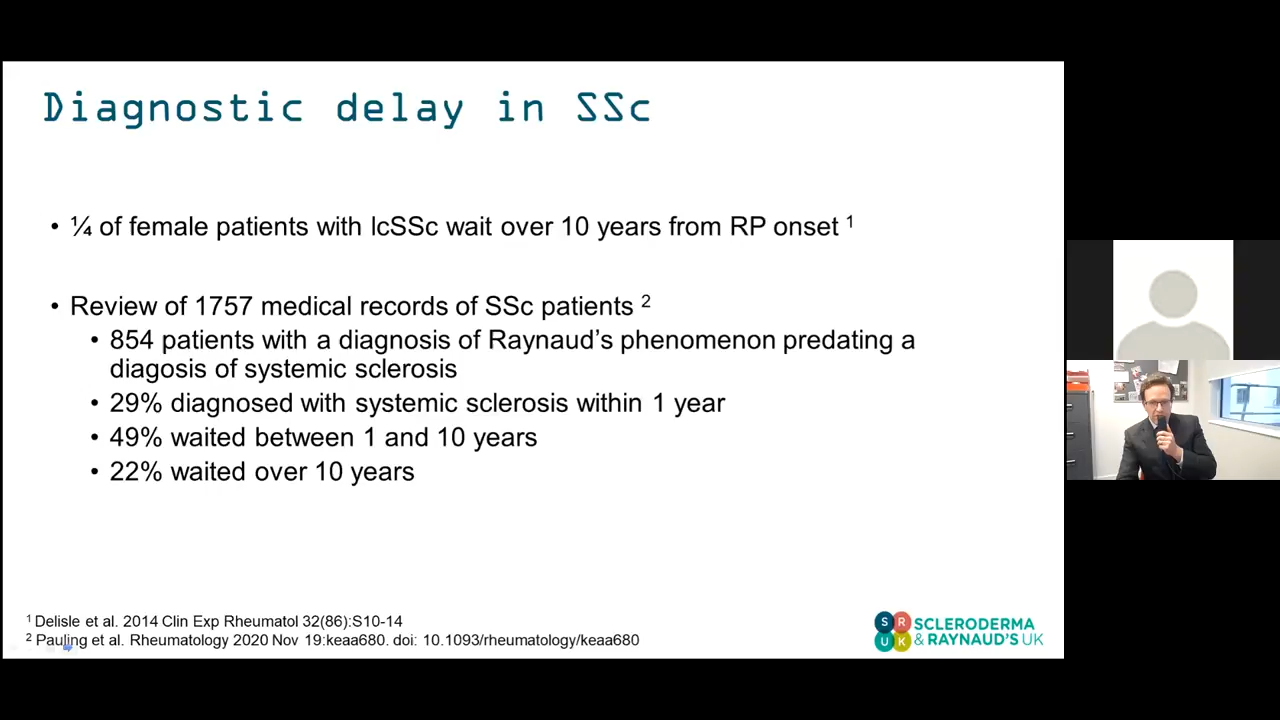 Diagnostic delay in SSc
• ¼ of female patients with lcSSc wait over 10 years from RP onset ¹
• Review of 1757 medical records of SSc patients ²
• 854 patients with a diagnosis of Raynaud’s phenomenon predating a
diagosis of systemic sclerosis
• 29% diagnosed with systemic sclerosis within 1 year
• 49% waited between 1 and 10 years
• 22% waited over 10 years
¹ Delisle et al. 2014 Clin Exp Rheumatol 32(86):S10-14
² Pauling et al. Rheumatology 2020 Nov 19:keaa680. doi: 10.1093/rheumatology/keaa680
S R
U K
SCLERODERMA
& RAYNAUD'S UK